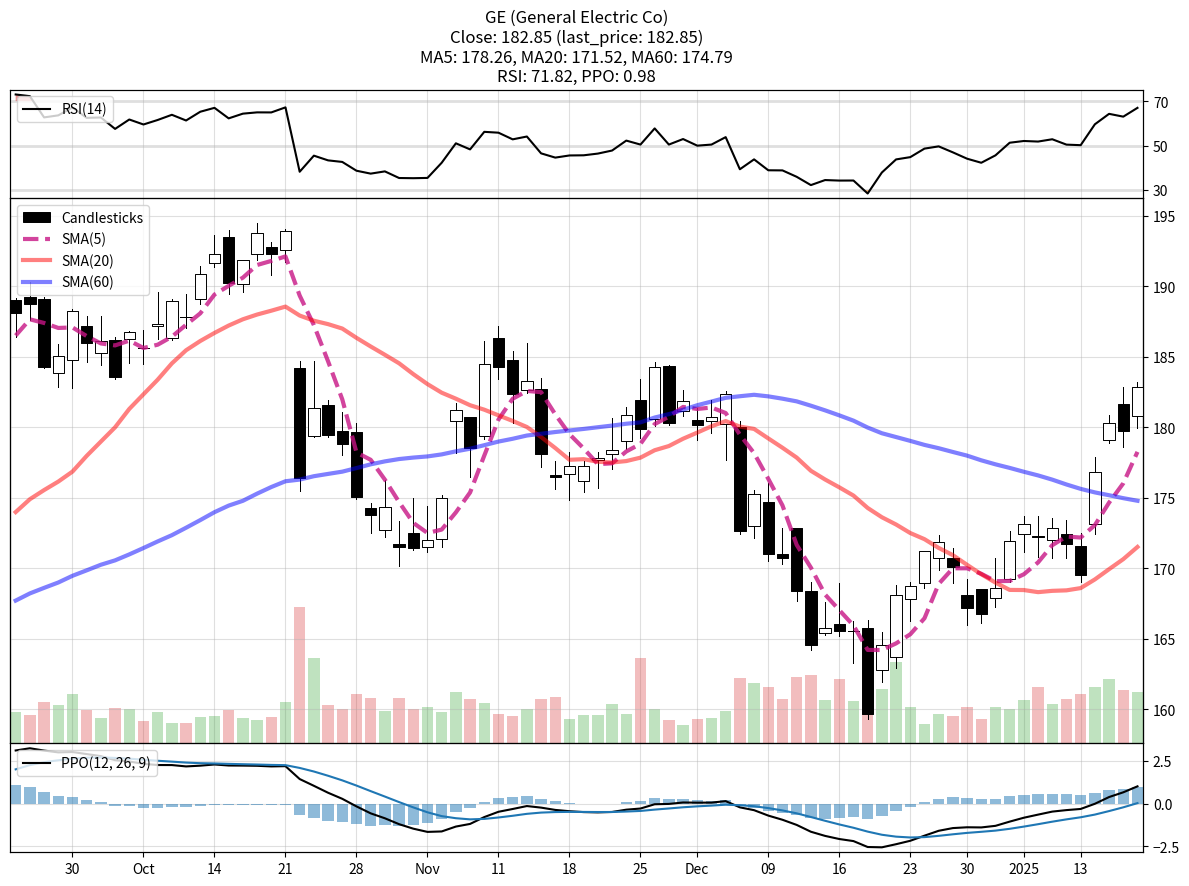 GE (General Electric Co)
Close: 182.85 (last_price: 182.85)
MA5: 178.26, MA20: 171.52, MA60: 174.79
RSI: 71.82, PPO: 0.98
RSI(14)
70
50
30
Candlesticks
SMA(5)
SMA(20)
SMA(60)
195
190
185
180
175
170
165
160
PPO(12, 26, 9)
2.5
0.0
−2.5
30 Oct 14 21 28 Nov 11 18 25 Dec 09 16 23 30 2025 13